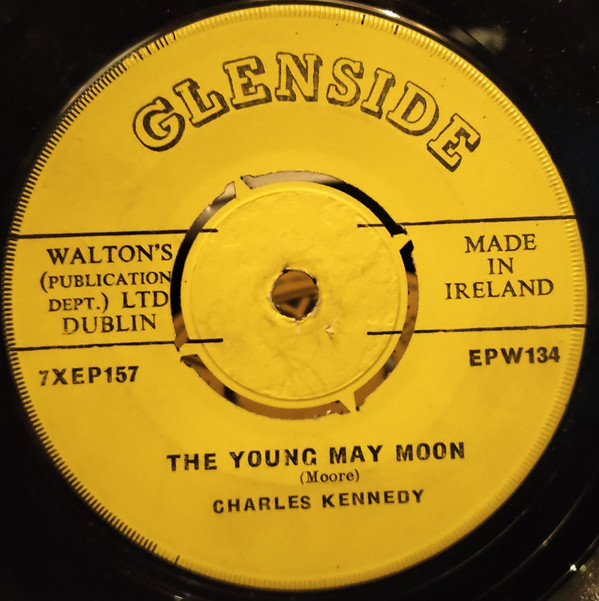 GLENSIDE
WALTON'S
(PUBLICATION
DEPT.) LTD
DUBLIN
MADE
IN
IRELAND
7XEP157
EPW134
THE YOUNG MAY MOON
(Moore)
CHARLES KENNEDY